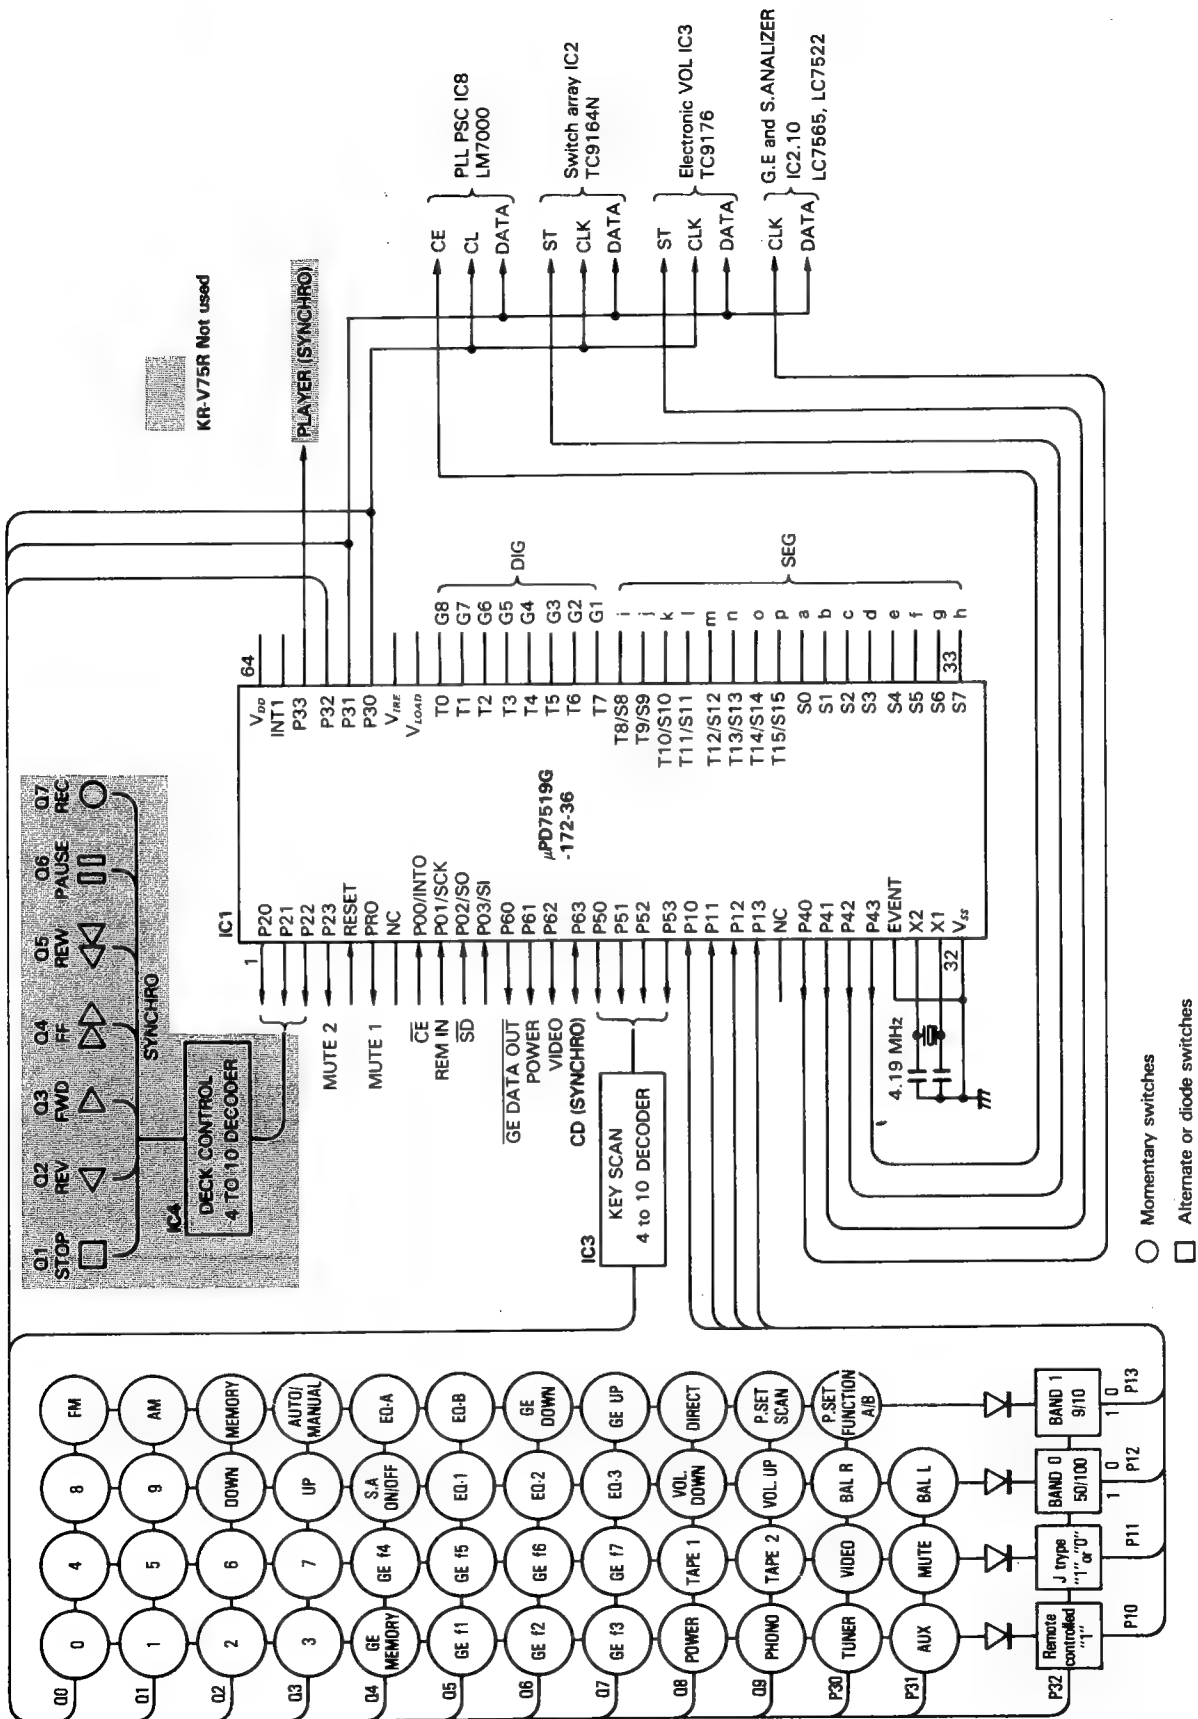 KR-V75R Not used
PLAYER (SYNCHRO)
CE
CL
DATA
PLL PSC IC8
LM7000
ST
CLK
DATA
Switch array IC2
TC9164N
ST
CLK
DATA
Electronic VOL IC3
TC9176
CLK
DATA
G.E and S.ANALIZER
IC2.10
LC7565, LC7522
Q1
STOP
Q2
REV
Q3
FWD
Q4
FF
Q5
REW
Q6
PAUSE
Q7
REC
SYNCHRO
IC4
DECK CONTROL
4 TO 10 DECODER
IC1
μPD7519G
-172-36
1
P20
P21
P22
P23
RESET
PRO
NC
P00/INTO
P01/SCK
P02/SO
P03/SI
P60
P61
P62
P63
P50
P51
P52
P53
P10
P11
P12
P13
NC
P40
P41
P42
P43
EVENT
X2
X1
Vss
32
MUTE 2
MUTE 1
CE
REM IN
SD
GE DATA OUT
POWER
VIDEO
CD (SYNCHRO)
4.19 MHz
64
VDD
INT1
P33
P32
P31
P30
VIRE
VLOAD
T0
T1
T2
T3
T4
T5
T6
T7
T8/S8
T9/S9
T10/S10
T11/S11
T12/S12
T13/S13
T14/S14
T15/S15
S0
S1
S2
S3
S4
S5
S6
S7
33
G8
G7
G6
G5
G4
G3
G2
G1
DIG
i
j
k
l
m
n
o
p
a
b
c
d
e
f
g
h
SEG
IC3
KEY SCAN
4 to 10 DECODER
Q0
0
4
8
FM
Q1
1
5
9
AM
Q2
2
6
DOWN
MEMORY
Q3
3
7
UP
AUTO/
MANUAL
Q4
GE
MEMORY
GE f4
S.A
ON/OFF
EQ-A
Q5
GE f1
GE f5
EQ-1
EQ-B
Q6
GE f2
GE f6
EQ-2
GE
DOWN
Q7
GE f3
GE f7
EQ-3
GE UP
Q8
POWER
TAPE 1
VOL.
DOWN
DIRECT
Q9
PHONO
TAPE 2
VOL. UP
P.SET
SCAN
P30
TUNER
VIDEO
BAL R
P.SET
FUNCTION
A/B
P31
AUX
MUTE
BAL L
P32
Remote
controlled
"1"
J trype
"1" or "0"
BAND 0
50/100
BAND 1
9/10
P10
P11
1 0
P12
1 0
P13
Momentary switches
Alternate or diode switches